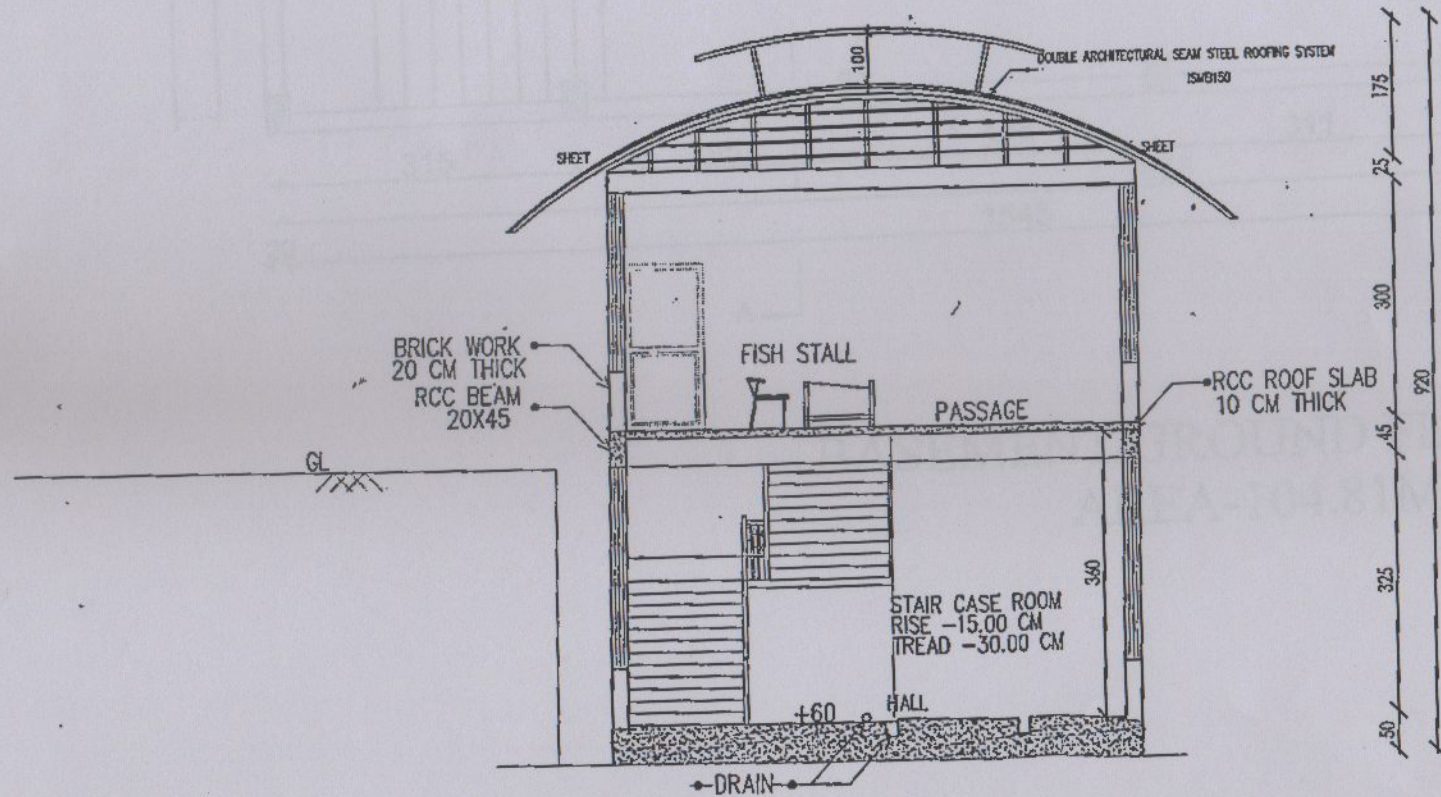 100
DOUBLE ARCHITECTURAL SEAM STEEL ROOFING SYSTEM
ISMB150
175
SHEET
SHEET
25
300
920
BRICK WORK
20 CM THICK
RCC BEAM
20X45
FISH STALL
PASSAGE
RCC ROOF SLAB
10 CM THICK
45
GL
360
325
STAIR CASE ROOM
RISE -15.00 CM
TREAD -30.00 CM
+60
HALL
50
DRAIN